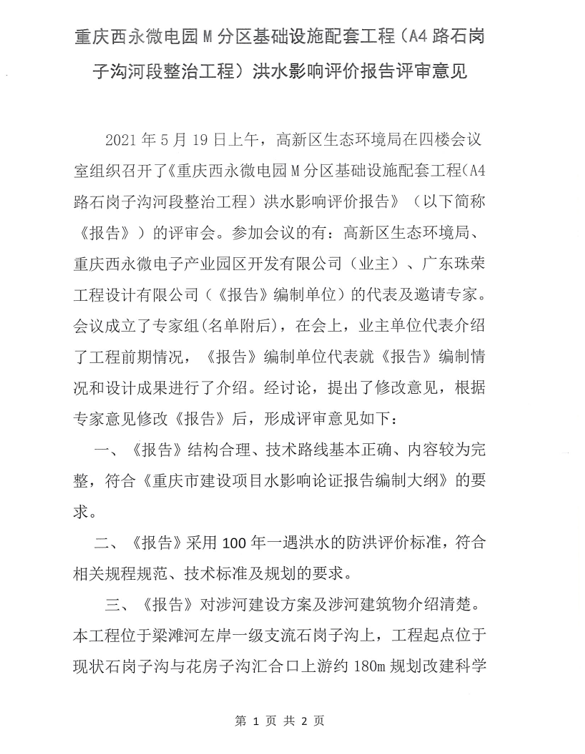 重庆西永微电园 M 分区基础设施配套工程（A4 路石岗
子沟河段整治工程）洪水影响评价报告评审意见
2021 年 5 月 19 日上午，高新区生态环境局在四楼会议
室组织召开了《重庆西永微电园 M 分区基础设施配套工程（A4
路石岗子沟河段整治工程）洪水影响评价报告》（以下简称
《报告》）的评审会。参加会议的有：高新区生态环境局、
重庆西永微电子产业园区开发有限公司（业主）、广东珠荣
工程设计有限公司（《报告》编制单位）的代表及邀请专家。
会议成立了专家组(名单附后)，在会上，业主单位代表介绍
了工程前期情况，《报告》编制单位代表就《报告》编制情
况和设计成果进行了介绍。经讨论，提出了修改意见，根据
专家意见修改《报告》后，形成评审意见如下：
一、《报告》结构合理、技术路线基本正确、内容较为完
整，符合《重庆市建设项目水影响论证报告编制大纲》的要
求。
二、《报告》采用 100 年一遇洪水的防洪评价标准，符合
相关规程规范、技术标准及规划的要求。
三、《报告》对涉河建设方案及涉河建筑物介绍清楚。
本工程位于梁滩河左岸一级支流石岗子沟上，工程起点位于
现状石岗子沟与花房子沟汇合口上游约 180m 规划改建科学
第 1 页 共 2 页